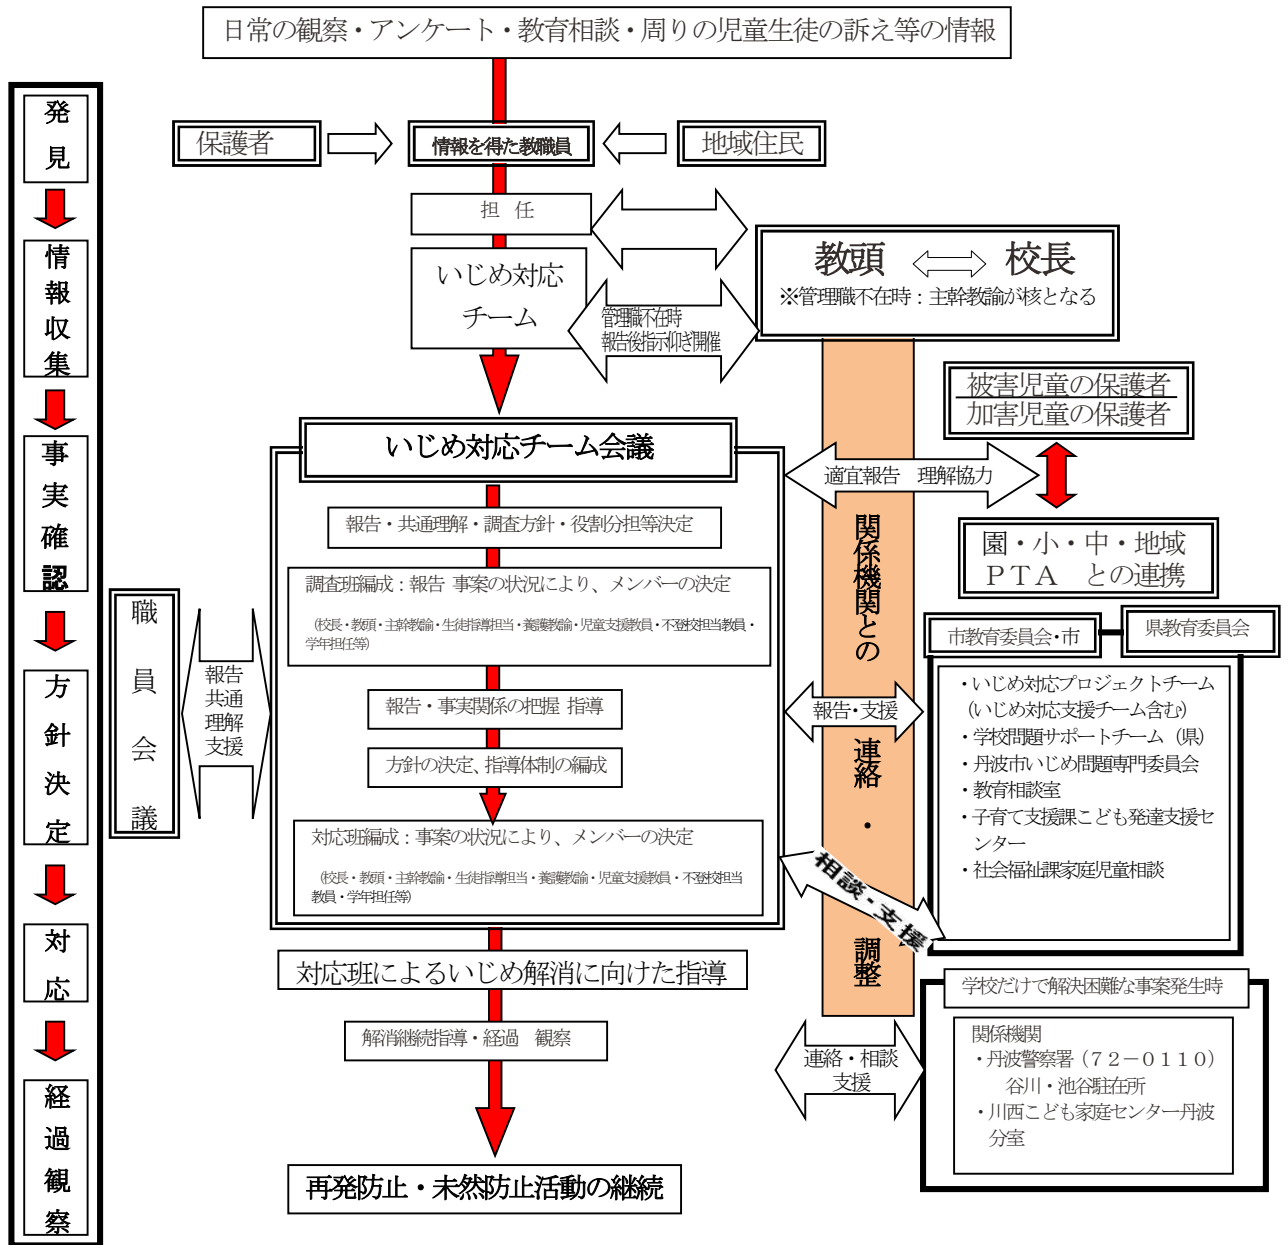 日常の観察・アンケート・教育相談・周りの児童生徒の訴え等の情報
発見
情報収集
事実確認
方針決定
対応
経過観察
保護者
情報を得た教職員
地域住民
担　任
いじめ対応
チーム
教頭
校長
※管理職不在時：主幹教諭が核となる
管理職不在時
報告後指示仰ぎ開催
被害児童の保護者
加害児童の保護者
いじめ対応チーム会議
適宜報告　理解協力
報告・共通理解・調査方針・役割分担等決定
園・小・中・地域
ＰＴＡ　との連携
調査班編成：報告 事案の状況により、メンバーの決定
（校長・教頭・主幹教諭・生徒指導担当・養護教諭・児童支援教員・不登校担当教員・
学年担任等）
職員会議
報告
共通
理解
支援
関係機関との連絡・調整
市教育委員会・市
県教育委員会
・いじめ対応プロジェクトチーム
（いじめ対応支援チーム含む）
・学校問題サポートチーム（県）
・丹波市いじめ問題専門委員会
・教育相談室
・子育て支援課こども発達支援セ
ンター
・社会福祉課家庭児童相談
報告・事実関係の把握 指導
報告・支援
方針の決定、指導体制の編成
対応班編成：事案の状況により、メンバーの決定
（校長・教頭・主幹教諭・生徒指導担当・養護教諭・児童支援教員・不登校担当
教員・学年担任等）
相談・支援
対応班によるいじめ解消に向けた指導
学校だけで解決困難な事案発生時
解消継続指導・経過　観察
連絡・相談
支援
関係機関
・丹波警察署（７２－０１１０）
谷川・池谷駐在所
・川西こども家庭センター丹波
分室
再発防止・未然防止活動の継続